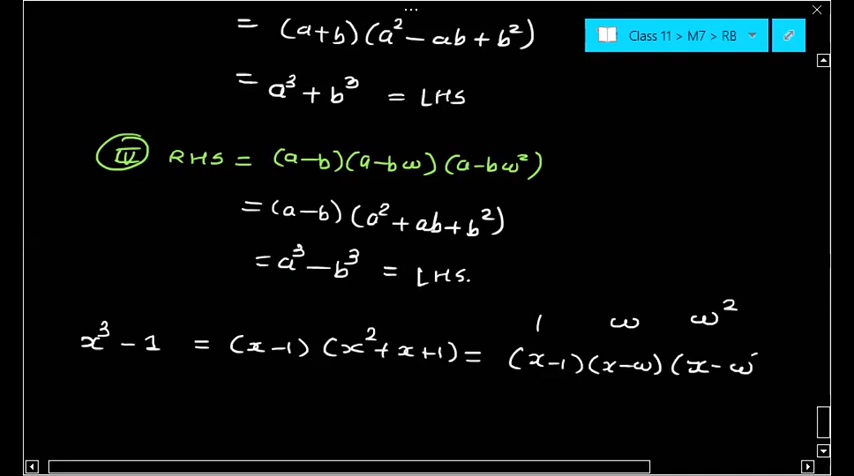 = (a+b)(a² - ab + b²)
Class 11 > M7 > RB
= a³ + b³ = LHS
IV RHS = (a-b)(a-bω)(a-bω²)
= (a-b)(a² + ab + b²)
= a³ - b³ = LHS.
1 ω ω²
x³ - 1 = (x-1)(x²+x+1) = (x-1)(x-ω)(x-ω